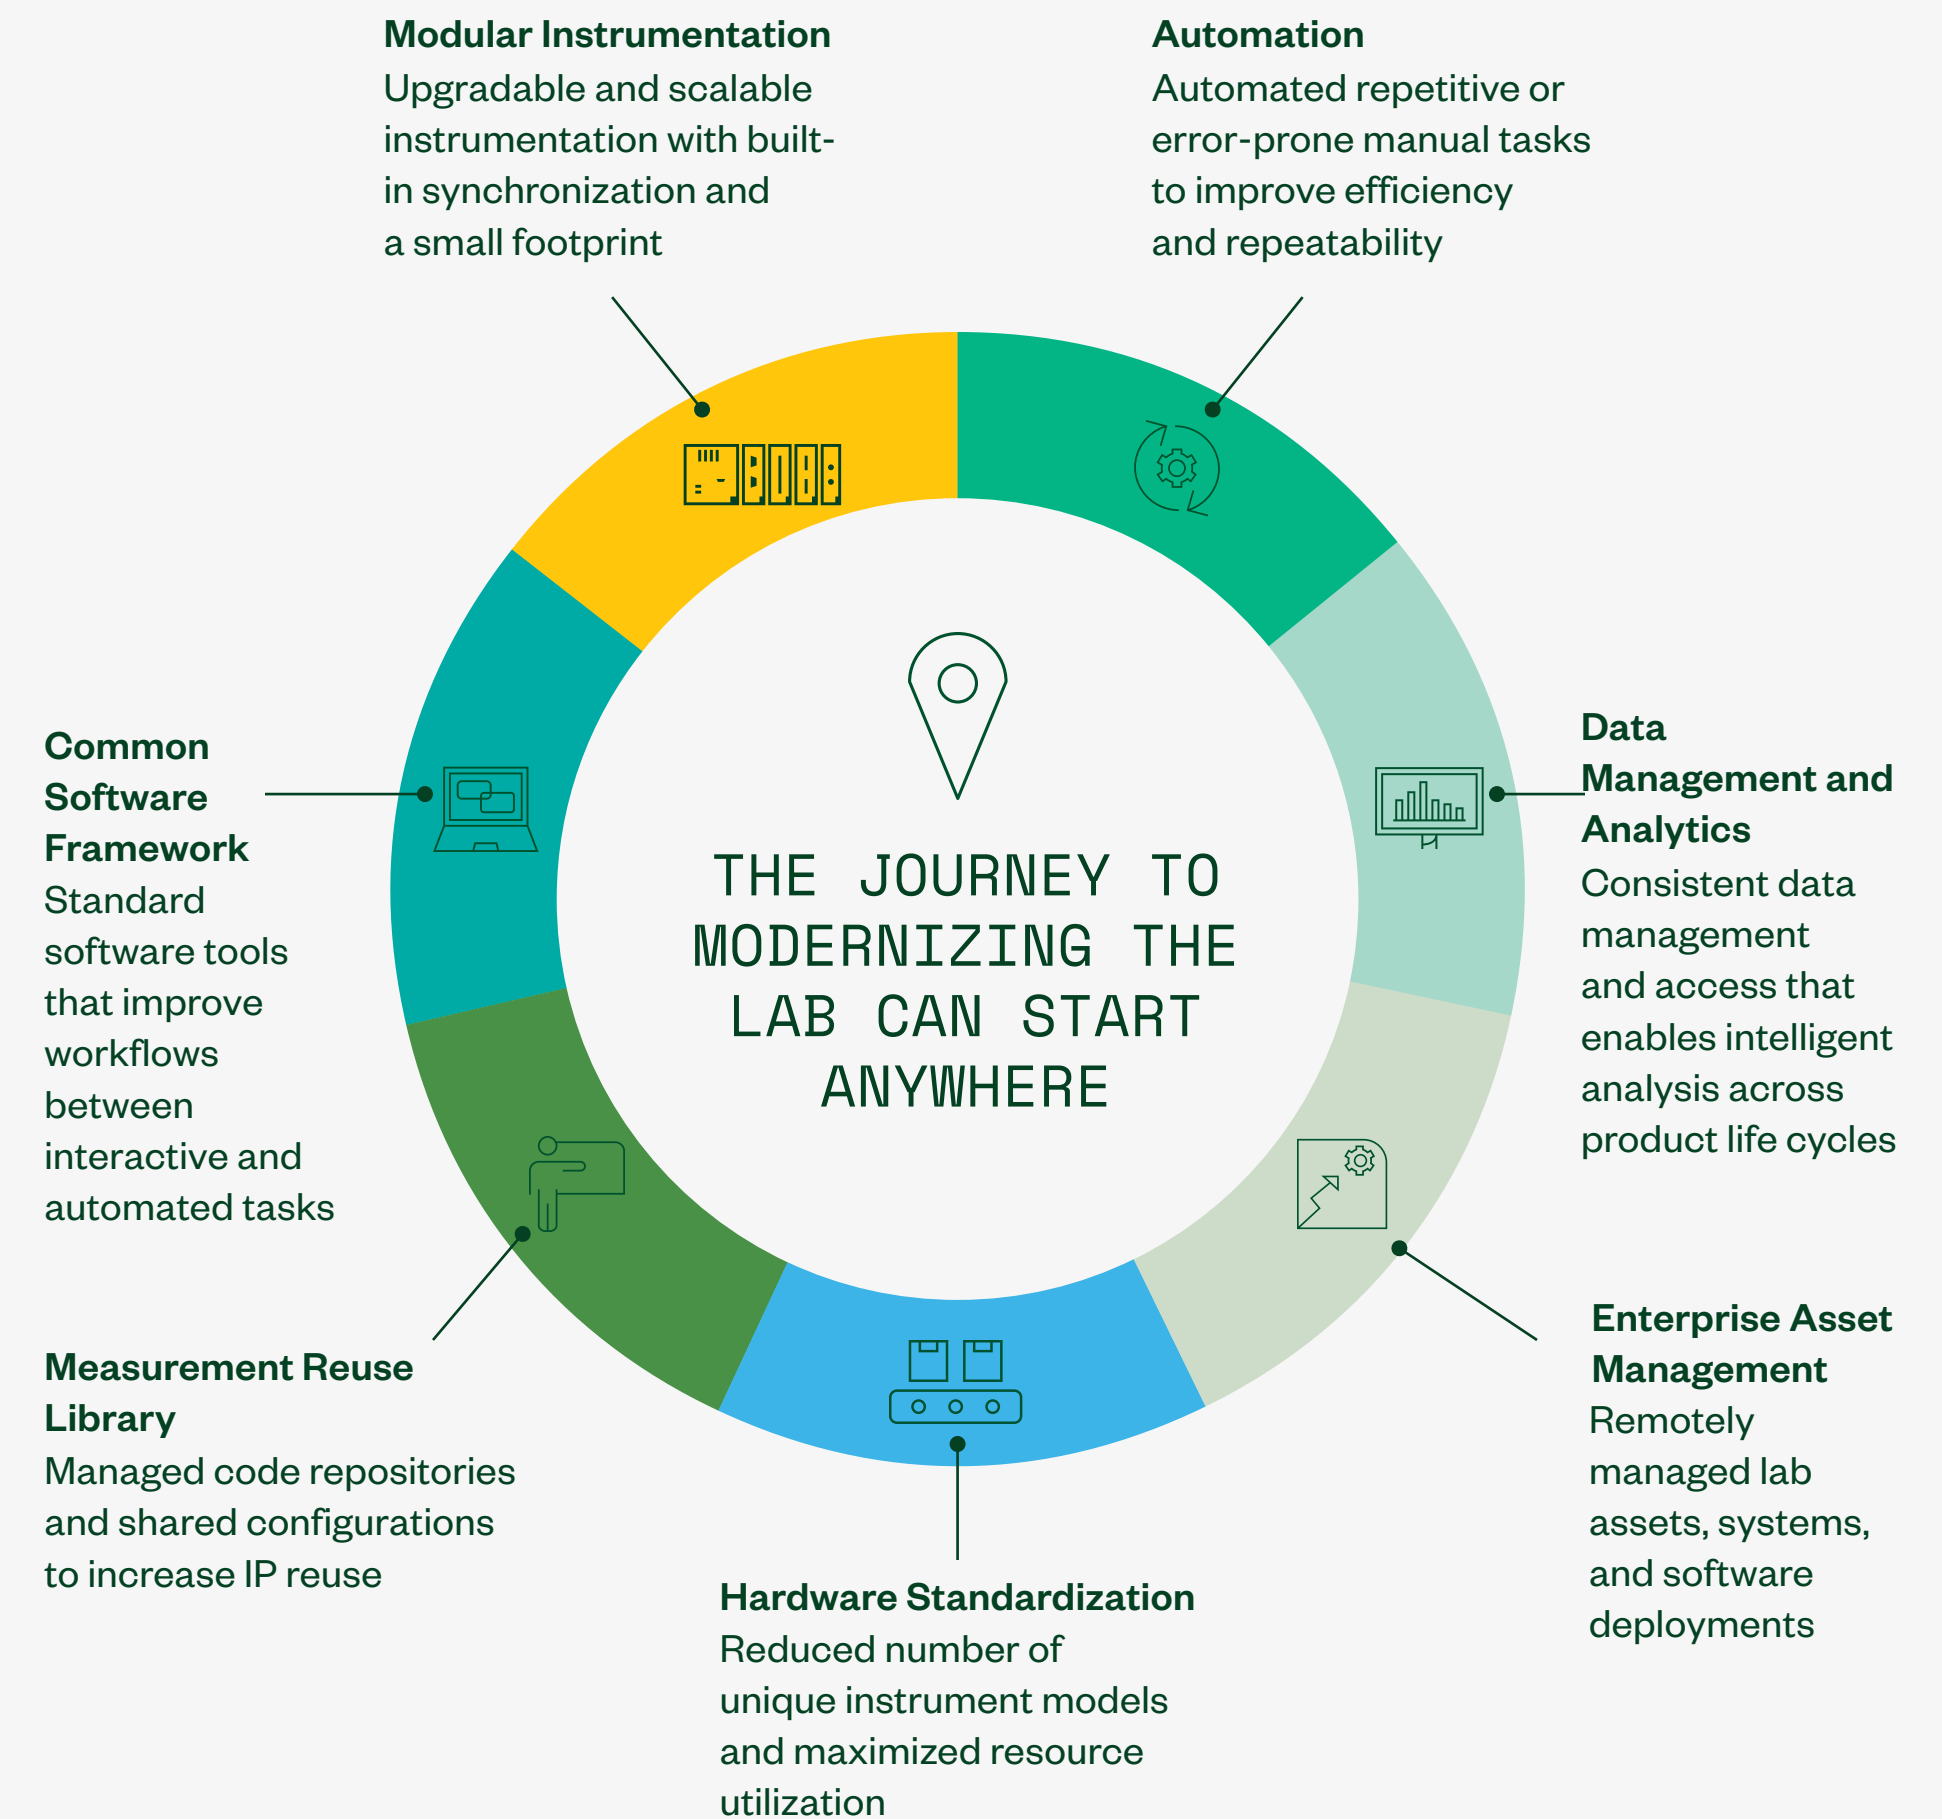 Modular Instrumentation
Upgradable and scalable
instrumentation with built-
in synchronization and
a small footprint
Automation
Automated repetitive or
error-prone manual tasks
to improve efficiency
and repeatability
Common
Software
Framework
Standard
software tools
that improve
workflows
between
interactive and
automated tasks
THE JOURNEY TO
MODERNIZING THE
LAB CAN START
ANYWHERE
Data
Management and
Analytics
Consistent data
management
and access that
enables intelligent
analysis across
product life cycles
Measurement Reuse
Library
Managed code repositories
and shared configurations
to increase IP reuse
Hardware Standardization
Reduced number of
unique instrument models
and maximized resource
utilization
Enterprise Asset
Management
Remotely
managed lab
assets, systems,
and software
deployments